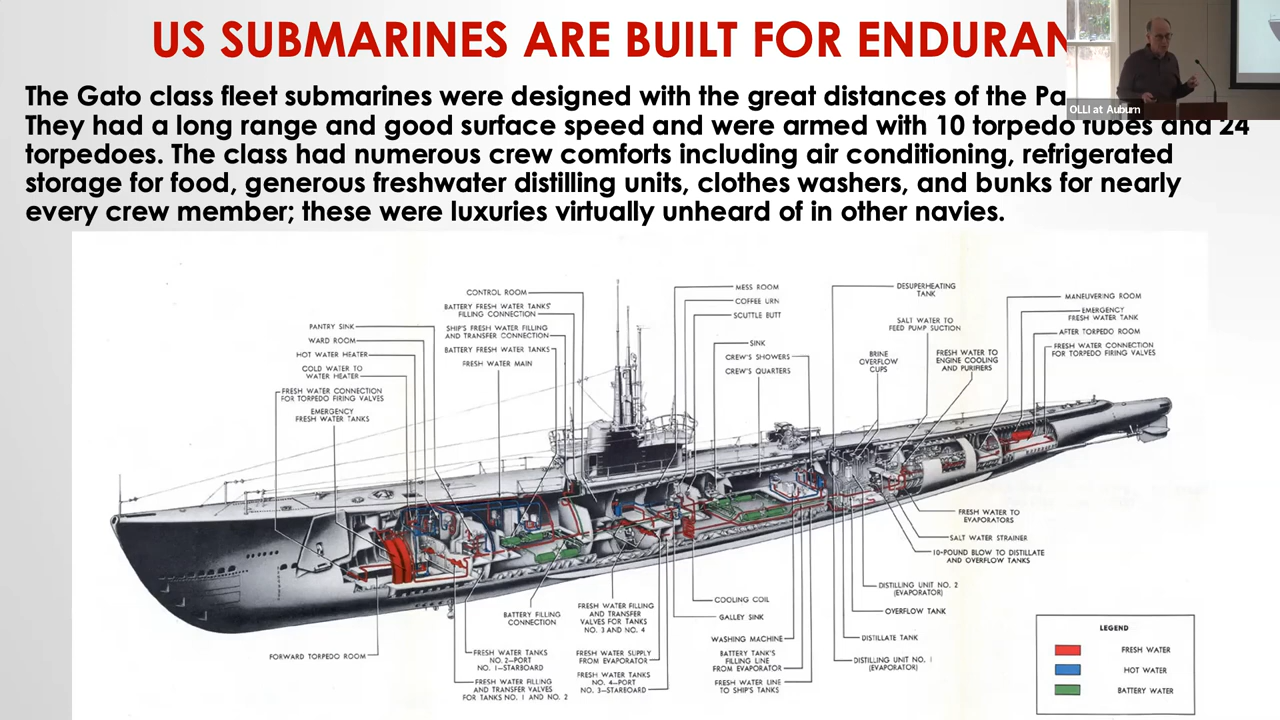 US SUBMARINES ARE BUILT FOR ENDURAN
The Gato class fleet submarines were designed with the great distances of the Pa
They had a long range and good surface speed and were armed with 10 torpedo tubes and 24
torpedoes. The class had numerous crew comforts including air conditioning, refrigerated
storage for food, generous freshwater distilling units, clothes washers, and bunks for nearly
every crew member; these were luxuries virtually unheard of in other navies.
OLLI at Auburn
CONTROL ROOM
BATTERY FRESH WATER TANKS'
FILLING CONNECTION
SHIP'S FRESH WATER FILLING
AND TRANSFER CONNECTION
BATTERY FRESH WATER TANKS
FRESH WATER MAIN
PANTRY SINK
WARD ROOM
HOT WATER HEATER
COLD WATER TO
WATER HEATER
FRESH WATER CONNECTION
FOR TORPEDO FIRING VALVES
EMERGENCY
FRESH WATER TANKS
MESS ROOM
COFFEE URN
SCUTTLE BUTT
SINK
CREW'S SHOWERS
CREW'S QUARTERS
DESUPERHEATING
TANK
SALT WATER TO
FEED PUMP SUCTION
BRINE
OVERFLOW
CUPS
FRESH WATER TO
ENGINE COOLING
AND PURIFIERS
MANEUVERING ROOM
EMERGENCY
FRESH WATER TANK
AFTER TORPEDO ROOM
FRESH WATER CONNECTION
FOR TORPEDO FIRING VALVES
FRESH WATER TO
EVAPORATORS
SALT WATER STRAINER
10-POUND BLOW TO DISTILLATE
AND OVERFLOW TANKS
DISTILLING UNIT NO. 2
(EVAPORATOR)
OVERFLOW TANK
DISTILLATE TANK
DISTILLING UNIT NO. 1
(EVAPORATOR)
COOLING COIL
GALLEY SINK
WASHING MACHINE
BATTERY TANK'S
FILLING LINE
FROM EVAPORATOR
FRESH WATER LINE
TO SHIP'S TANKS
FRESH WATER FILLING
AND TRANSFER
VALVES FOR TANKS
NO. 3 AND NO. 4
FRESH WATER SUPPLY
FROM EVAPORATOR
FRESH WATER TANKS
NO. 4—PORT
NO. 3—STARBOARD
BATTERY FILLING
CONNECTION
FRESH WATER TANKS
NO. 2—PORT
NO. 1—STARBOARD
FRESH WATER FILLING
AND TRANSFER VALVES
FOR TANKS NO. 1 AND NO. 2
FORWARD TORPEDO ROOM
LEGEND
FRESH WATER
HOT WATER
BATTERY WATER